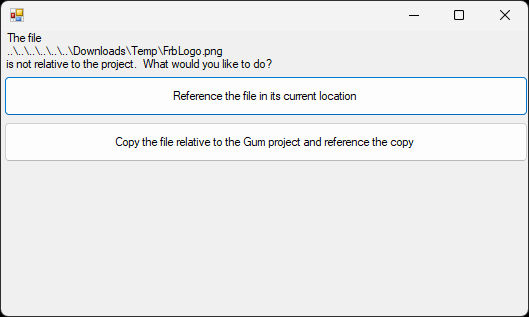 The file
..\..\..\..\..\..\Downloads\Temp\FrbLogo.png
is not relative to the project.  What would you like to do?
Reference the file in its current location
Copy the file relative to the Gum project and reference the copy